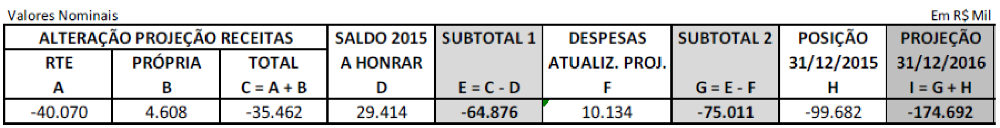 Valores Nominais Em R$ Mil
ALTERAÇÃO PROJEÇÃO RECEITAS SALDO 2015 SUBTOTAL 1 DESPESAS SUBTOTAL 2 POSIÇÃO PROJEÇÃO
RTE PRÓPRIA TOTAL A HONRAR ATUALIZ. PROJ. 31/12/2015 31/12/2016
A B C = A + B D E = C - D F G = E - F H I = G + H
-40.070 4.608 -35.462 29.414 -64.876 10.134 -75.011 -99.682 -174.692